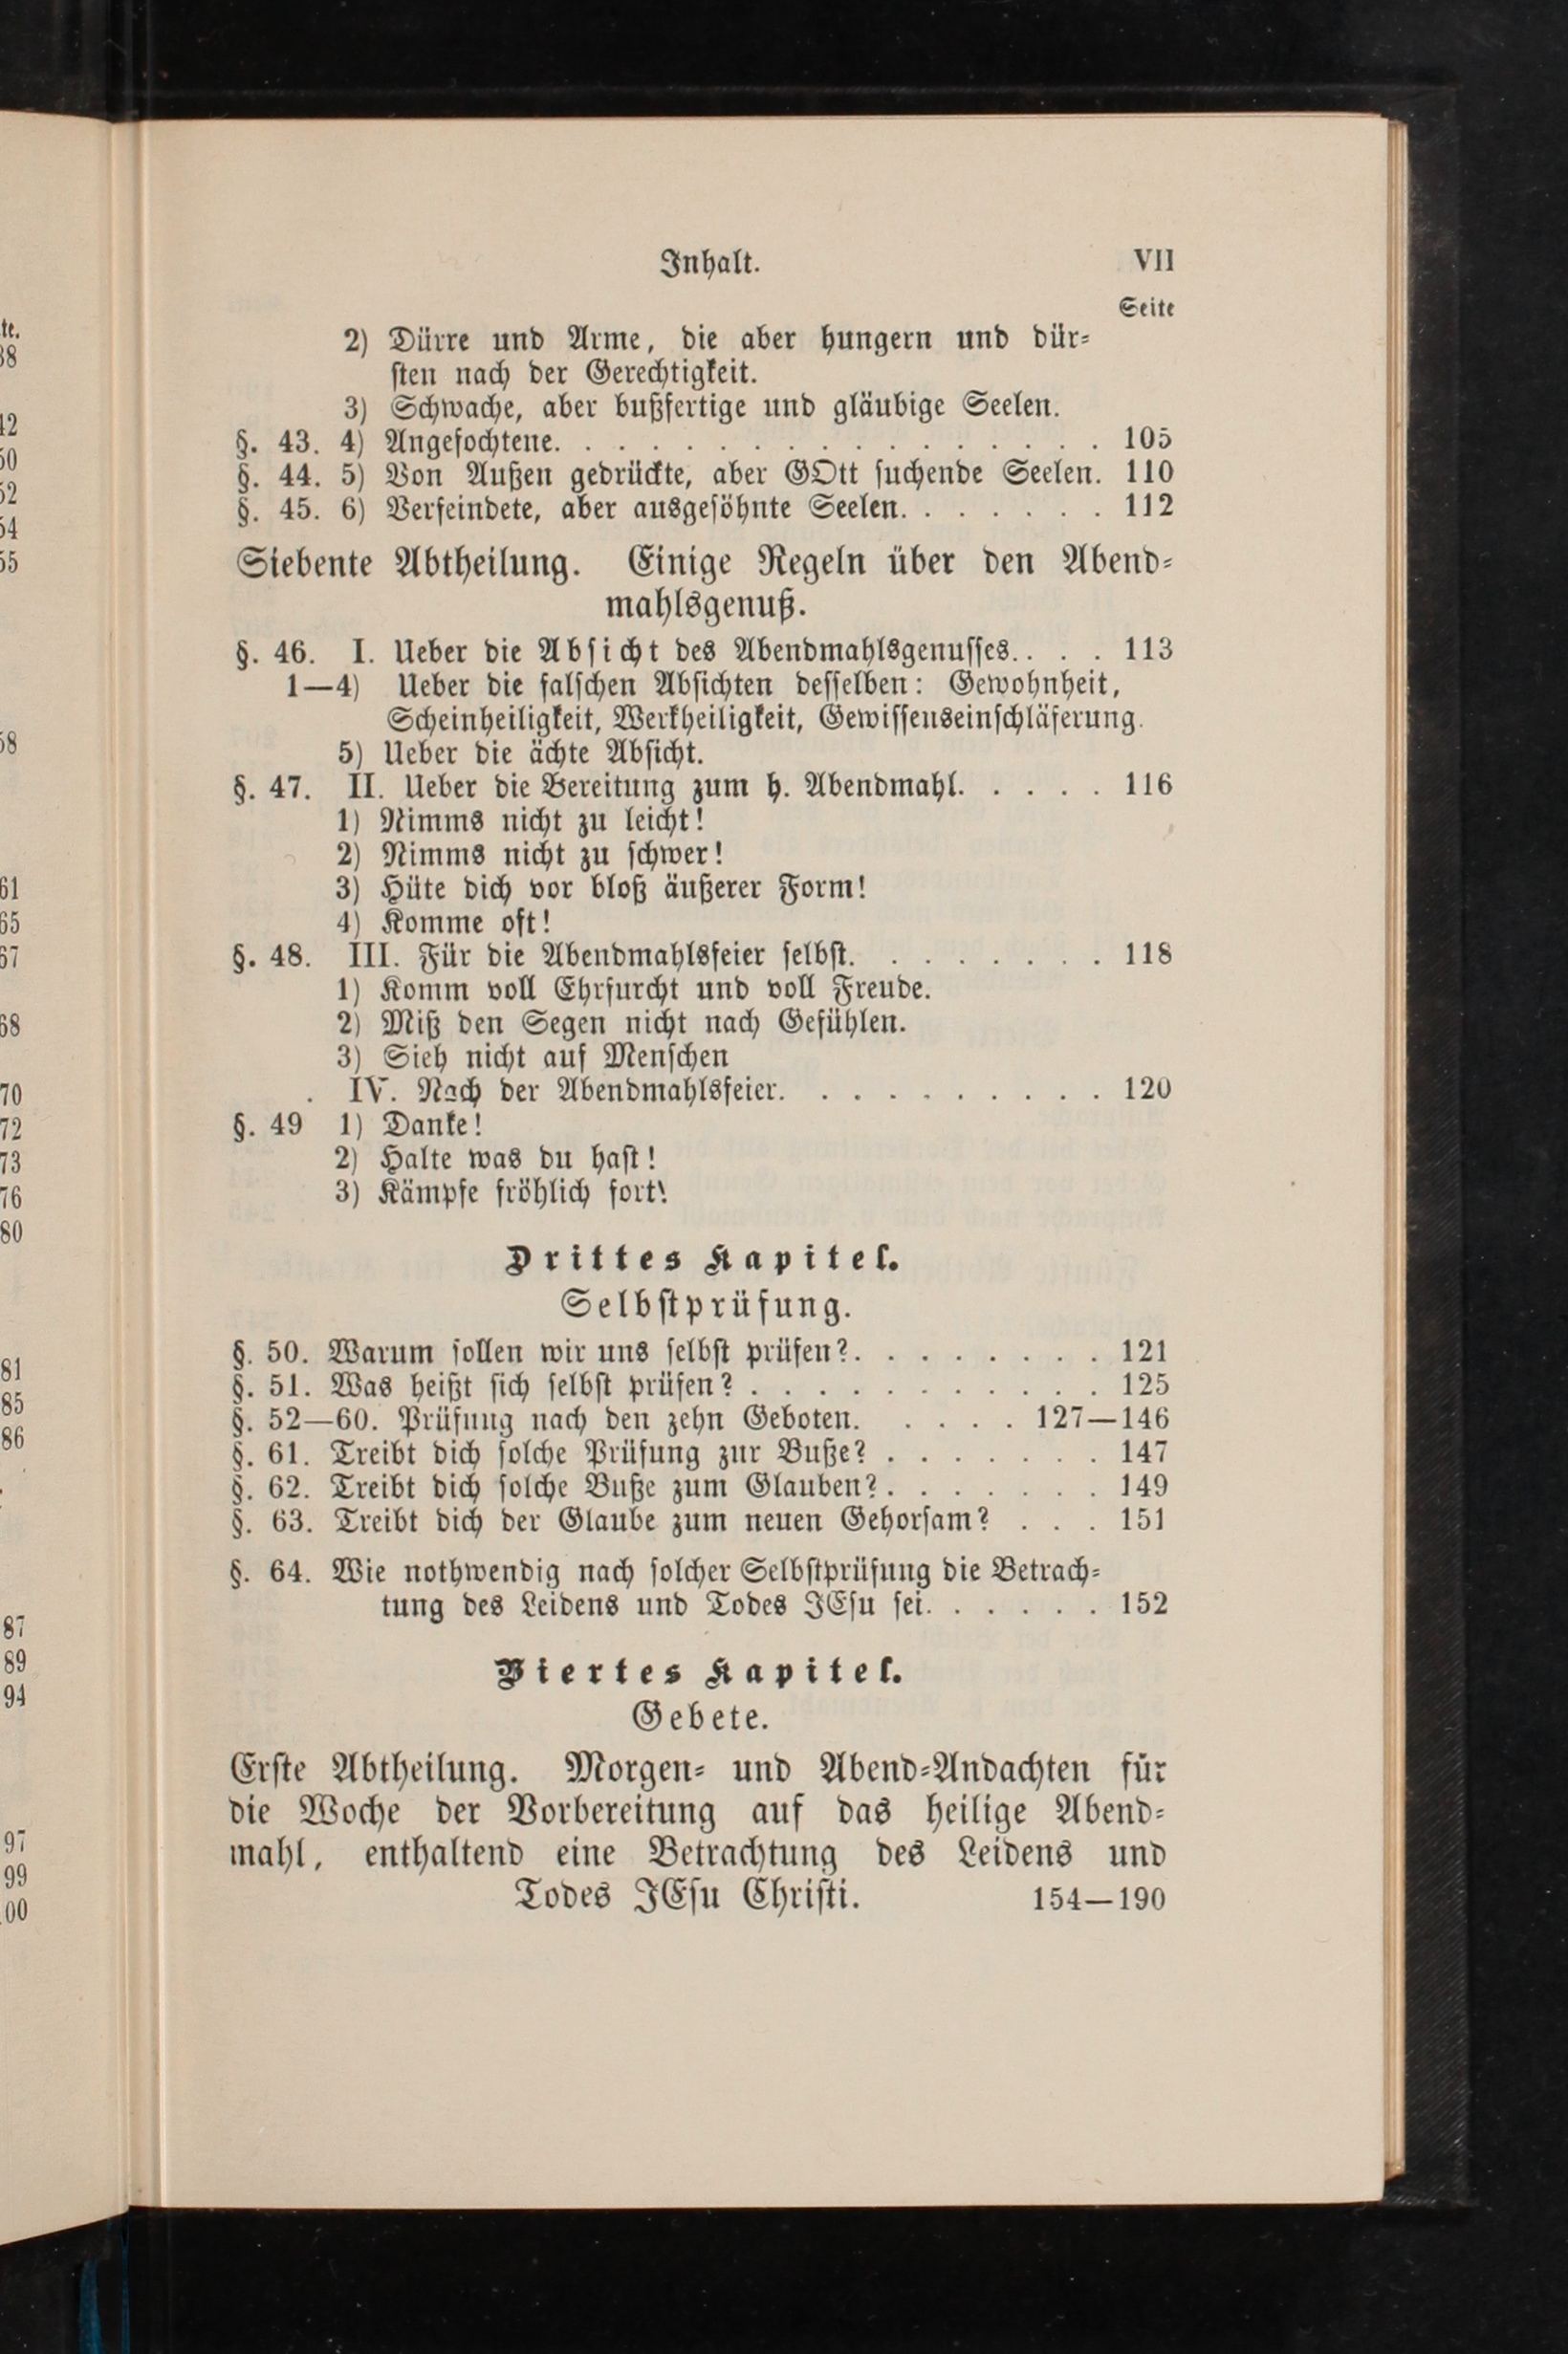 Inhalt. VII
Seite
2) Dürre und Arme, die aber hungern und dür-
sten nach der Gerechtigkeit.
3) Schwache, aber bußfertige und gläubige Seelen.
§. 43. 4) Angefochtene. . . . . . . . . . . . . . . . . 105
§. 44. 5) Von Außen gedrückte, aber GOtt suchende Seelen. 110
§. 45. 6) Verfeindete, aber ausgesöhnte Seelen. . . . . . . 112
Siebente Abtheilung. Einige Regeln über den Abend-
mahlsgenuß.
§. 46. I. Ueber die Absicht des Abendmahlsgenusses. . . . 113
1—4) Ueber die falschen Absichten desselben: Gewohnheit,
Scheinheiligkeit, Werkheiligkeit, Gewissenseinschläferung.
5) Ueber die ächte Absicht.
§. 47. II. Ueber die Bereitung zum h. Abendmahl. . . . . 116
1) Nimms nicht zu leicht!
2) Nimms nicht zu schwer!
3) Hüte dich vor bloß äußerer Form!
4) Komme oft!
§. 48. III. Für die Abendmahlsfeier selbst. . . . . . . . 118
1) Komm voll Ehrfurcht und voll Freude.
2) Miß den Segen nicht nach Gefühlen.
3) Sieh nicht auf Menschen
. IV. Nach der Abendmahlsfeier. . . . . . . . . . 120
§. 49 1) Danke!
2) Halte was du hast!
3) Kämpfe fröhlich fort!
Drittes Kapitel.
Selbstprüfung.
§. 50. Warum sollen wir uns selbst prüfen? . . . . . . . . 121
§. 51. Was heißt sich selbst prüfen? . . . . . . . . . . . 125
§. 52—60. Prüfung nach den zehn Geboten. . . . . 127—146
§. 61. Treibt dich solche Prüfung zur Buße? . . . . . . . 147
§. 62. Treibt dich solche Buße zum Glauben? . . . . . . . 149
§. 63. Treibt dich der Glaube zum neuen Gehorsam? . . . 151
§. 64. Wie nothwendig nach solcher Selbstprüfung die Betrach-
tung des Leidens und Todes JEsu sei. . . . . . 152
Viertes Kapitel.
Gebete.
Erste Abtheilung. Morgen- und Abend-Andachten für
die Woche der Vorbereitung auf das heilige Abend-
mahl, enthaltend eine Betrachtung des Leidens und
Todes JEsu Christi. 154—190